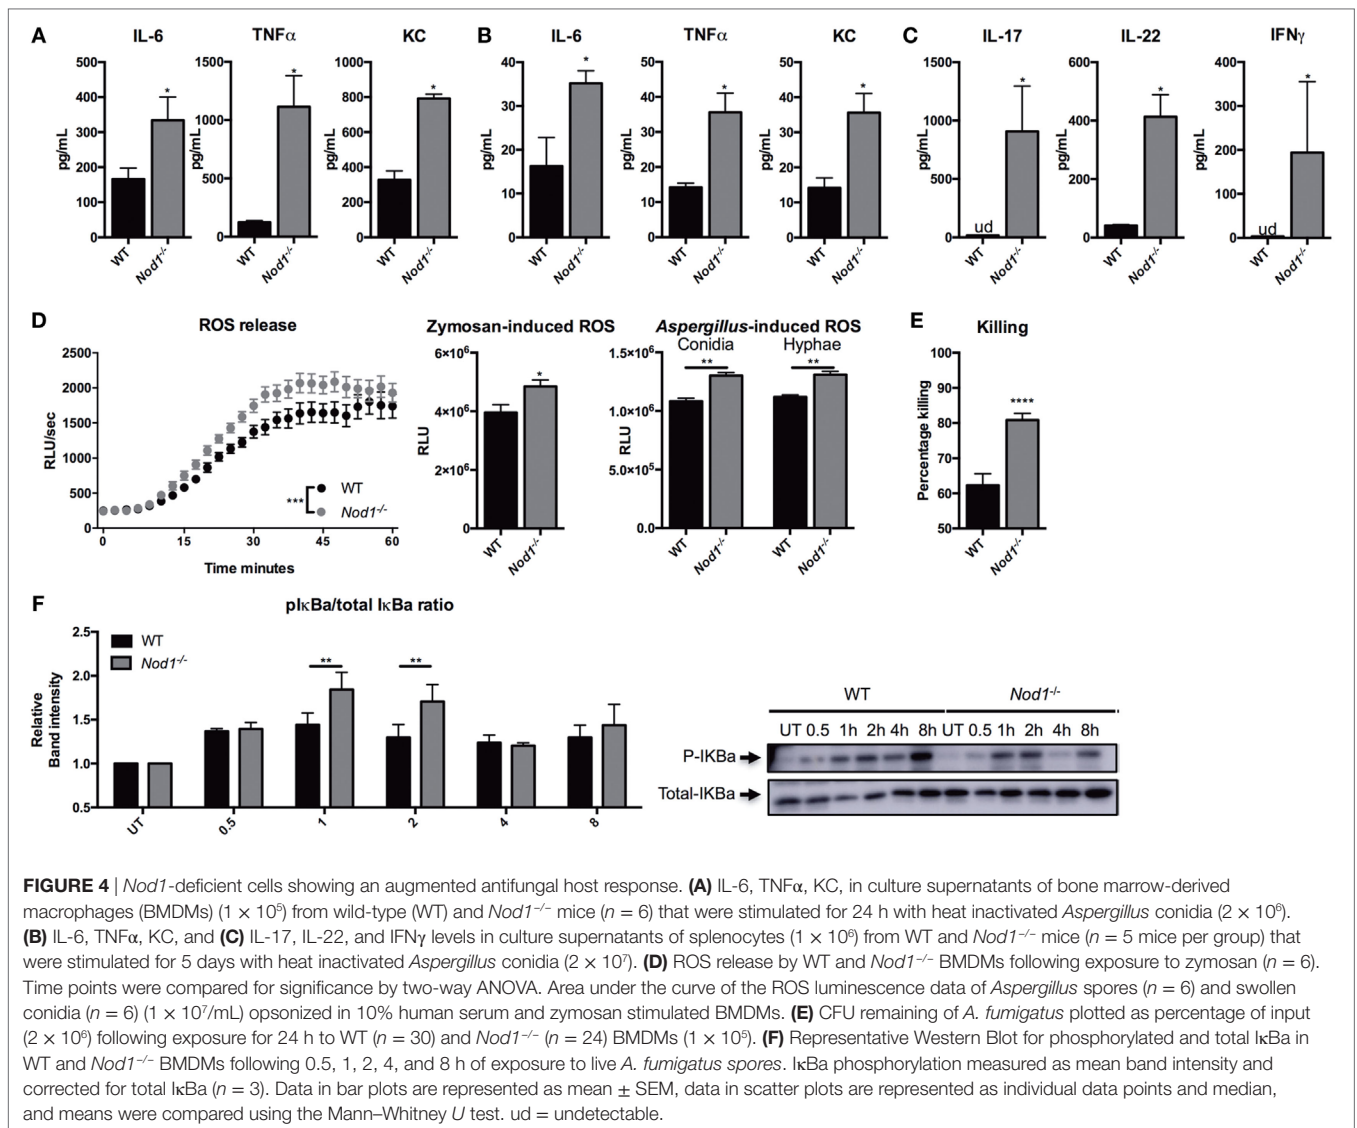 A
IL-6
TNFα
KC
B
IL-6
TNFα
KC
C
IL-17
IL-22
IFNγ
pg/mL
500
400
300
200
100
0
*
WT
Nod1-/-
pg/mL
1500
1000
500
0
*
WT
Nod1-/-
pg/mL
1000
800
600
400
200
0
*
WT
Nod1-/-
pg/mL
40
30
20
10
0
*
WT
Nod1-/-
pg/mL
50
40
30
20
10
0
*
WT
Nod1-/-
pg/mL
50
40
30
20
10
0
*
WT
Nod1-/-
pg/mL
1500
1000
500
0
ud
*
WT
Nod1-/-
pg/mL
600
400
200
0
*
WT
Nod1-/-
pg/mL
400
300
200
100
0
ud
*
WT
Nod1-/-
D
ROS release
RLU/sec
2500
2000
1500
1000
500
0
0 15 30 45 60
Time minutes
***
WT
Nod1-/-
Zymosan-induced ROS
RLU
6×10⁶
4×10⁶
2×10⁶
0
*
WT
Nod1-/-
Aspergillus-induced ROS
Conidia Hyphae
RLU
1.5×10⁶
1.0×10⁶
5.0×10⁵
0.0
** **
WT
Nod1-/-
WT
Nod1-/-
E
Killing
Percentage killing
100
90
80
70
60
50
****
WT
Nod1-/-
F
pIκBa/total IκBa ratio
Relative
Band intensity
2.5
2.0
1.5
1.0
0.5
WT
Nod1-/-
** **
UT 0.5 1 2 4 8
WT Nod1-/-
UT 0.5 1h 2h 4h 8h UT 0.5 1h 2h 4h 8h
P-IKBa
Total-IKBa
FIGURE 4 | Nod1-deficient cells showing an augmented antifungal host response. (A) IL-6, TNFα, KC, in culture supernatants of bone marrow-derived
macrophages (BMDMs) (1 × 10⁵) from wild-type (WT) and Nod1−/− mice (n = 6) that were stimulated for 24 h with heat inactivated Aspergillus conidia (2 × 10⁶).
(B) IL-6, TNFα, KC, and (C) IL-17, IL-22, and IFNγ levels in culture supernatants of splenocytes (1 × 10⁶) from WT and Nod1−/− mice (n = 5 mice per group) that
were stimulated for 5 days with heat inactivated Aspergillus conidia (2 × 10⁷). (D) ROS release by WT and Nod1−/− BMDMs following exposure to zymosan (n = 6).
Time points were compared for significance by two-way ANOVA. Area under the curve of the ROS luminescence data of Aspergillus spores (n = 6) and swollen
conidia (n = 6) (1 × 10⁷/mL) opsonized in 10% human serum and zymosan stimulated BMDMs. (E) CFU remaining of A. fumigatus plotted as percentage of input
(2 × 10⁶) following exposure for 24 h to WT (n = 30) and Nod1−/− (n = 24) BMDMs (1 × 10⁵). (F) Representative Western Blot for phosphorylated and total IκBa in
WT and Nod1−/− BMDMs following 0.5, 1, 2, 4, and 8 h of exposure to live A. fumigatus spores. IκBa phosphorylation measured as mean band intensity and
corrected for total IκBa (n = 3). Data in bar plots are represented as mean ± SEM, data in scatter plots are represented as individual data points and median,
and means were compared using the Mann–Whitney U test. ud = undetectable.